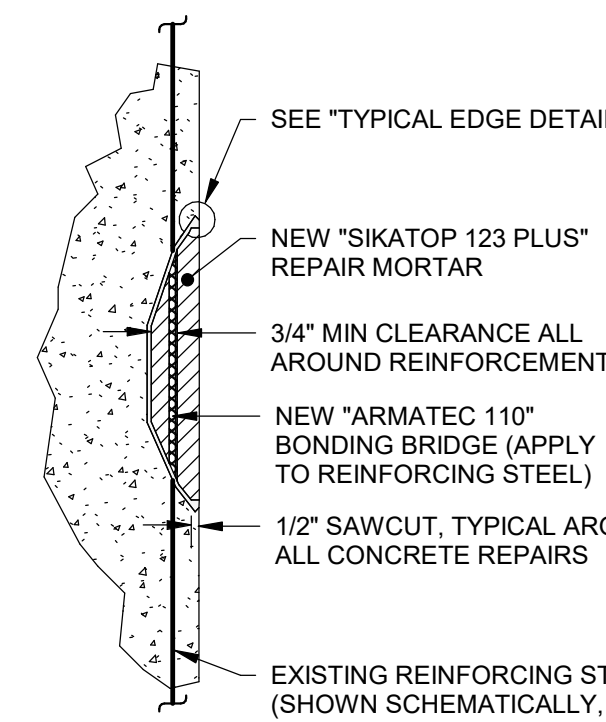 SEE "TYPICAL EDGE DETAI
NEW "SIKATOP 123 PLUS"
REPAIR MORTAR
3/4" MIN CLEARANCE ALL
AROUND REINFORCEMENT
NEW "ARMATEC 110"
BONDING BRIDGE (APPLY
TO REINFORCING STEEL)
1/2" SAWCUT, TYPICAL ARO
ALL CONCRETE REPAIRS
EXISTING REINFORCING ST
(SHOWN SCHEMATICALLY,